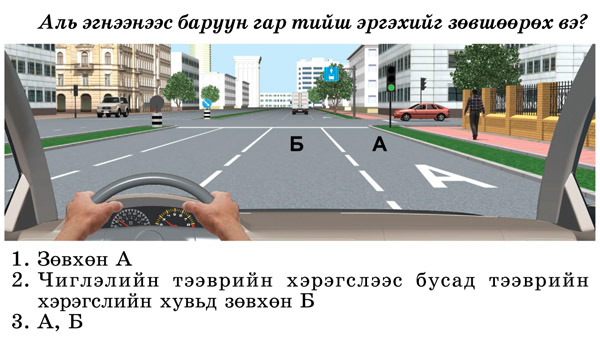 Аль эгнээнээс баруун гар тийш эргэхийг зөвшөөрөх вэ?
Б
А
А
1. Зөвхөн А
2. Чиглэлийн тээврийн хэрэгслээс бусад тээврийн
хэрэгслийн хувьд зөвхөн Б
3. А, Б